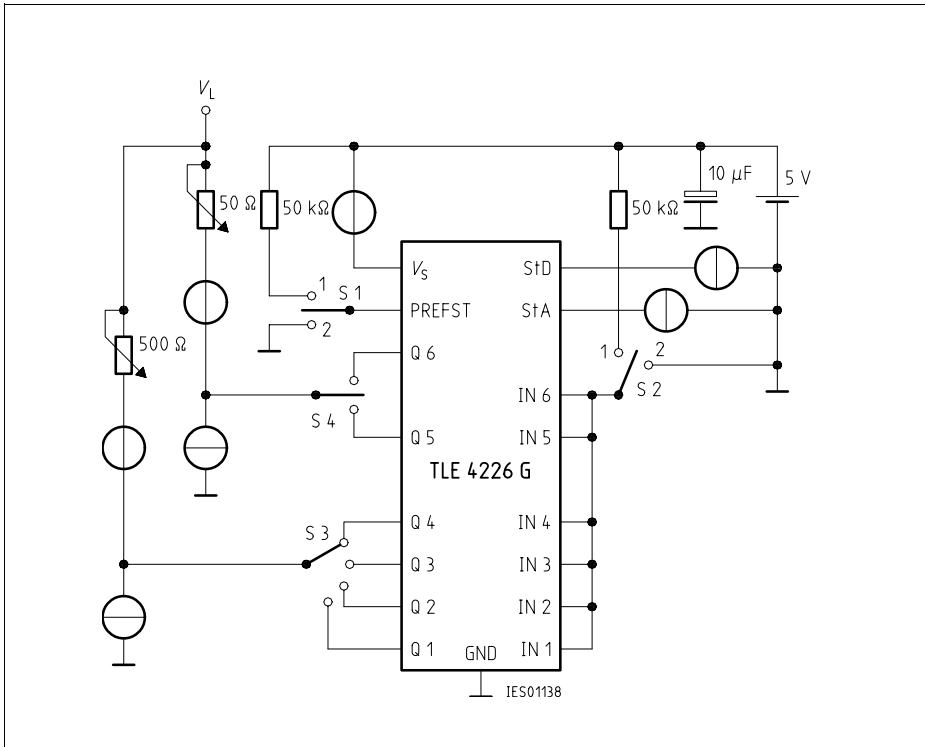 V_L
10 µF
5 V
50 Ω
50 kΩ
50 kΩ
V_S
StD
1
S 1
PREFST
StA
2
500 Ω
Q 6
1
2
S 2
IN 6
S 4
Q 5
IN 5
TLE 4226 G
S 3
Q 4
IN 4
Q 3
IN 3
Q 2
IN 2
Q 1
GND
IN 1
IES01138